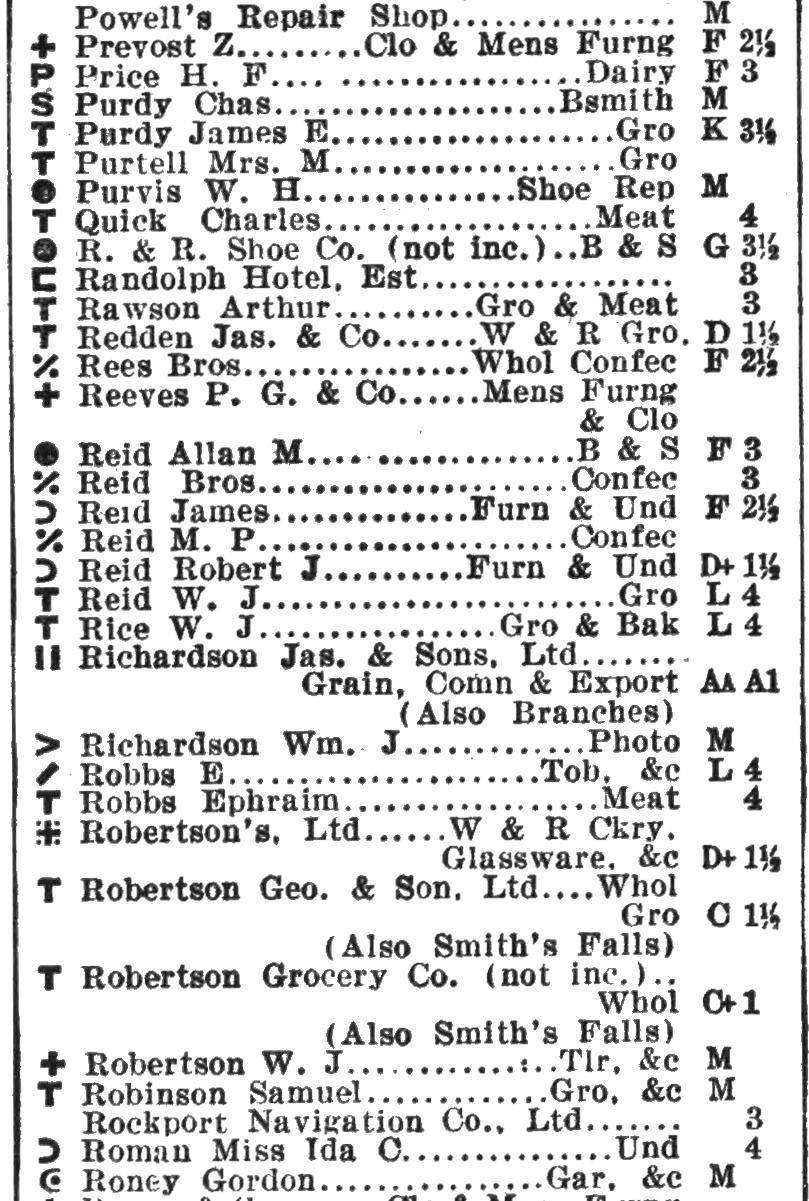 Powell's Repair Shop................ M
+ Prevost Z.........Clo & Mens Furng F 2½
P Price H. F.... .................Dairy F 3
S Purdy Chas....................Bsmith M
T Purdy James E....................Gro K 3½
T Purtell Mrs. M....................Gro
● Purvis W. H...............Shoe Rep M
T Quick Charles...................Meat 4
● R. & R. Shoe Co. (not inc.)..B & S G 3½
⊏ Randolph Hotel, Est.................. 3
T Rawson Arthur..........Gro & Meat 3
T Redden Jas. & Co.......W & R Gro. D 1½
⁒ Rees Bros................Whol Confec F 2½
+ Reeves P. G. & Co......Mens Furng
& Clo
● Reid Allan M....................B & S F 3
⁒ Reid Bros......................Confec 3
⊃ Reid James..............Furn & Und F 2½
⁒ Reid M. P......................Confec
⊃ Reid Robert J..........Furn & Und D+ 1½
T Reid W. J.........................Gro L 4
T Rice W. J.................Gro & Bak L 4
II Richardson Jas. & Sons, Ltd........
Grain, Comn & Export AA A1
(Also Branches)
> Richardson Wm. J.............Photo M
/ Robbs E......................Tob, &c L 4
T Robbs Ephraim..................Meat 4
⁜ Robertson's, Ltd......W & R Ckry,
Glassware, &c D+ 1½
T Robertson Geo. & Son, Ltd....Whol
Gro C 1½
(Also Smith's Falls)
T Robertson Grocery Co. (not inc.)..
Whol C+ 1
(Also Smith's Falls)
+ Robertson W. J...............Tlr, &c M
T Robinson Samuel.............Gro, &c M
Rockport Navigation Co., Ltd....... 3
⊃ Roman Miss Ida C...............Und 4
Roney Gordon................Gar, &c M